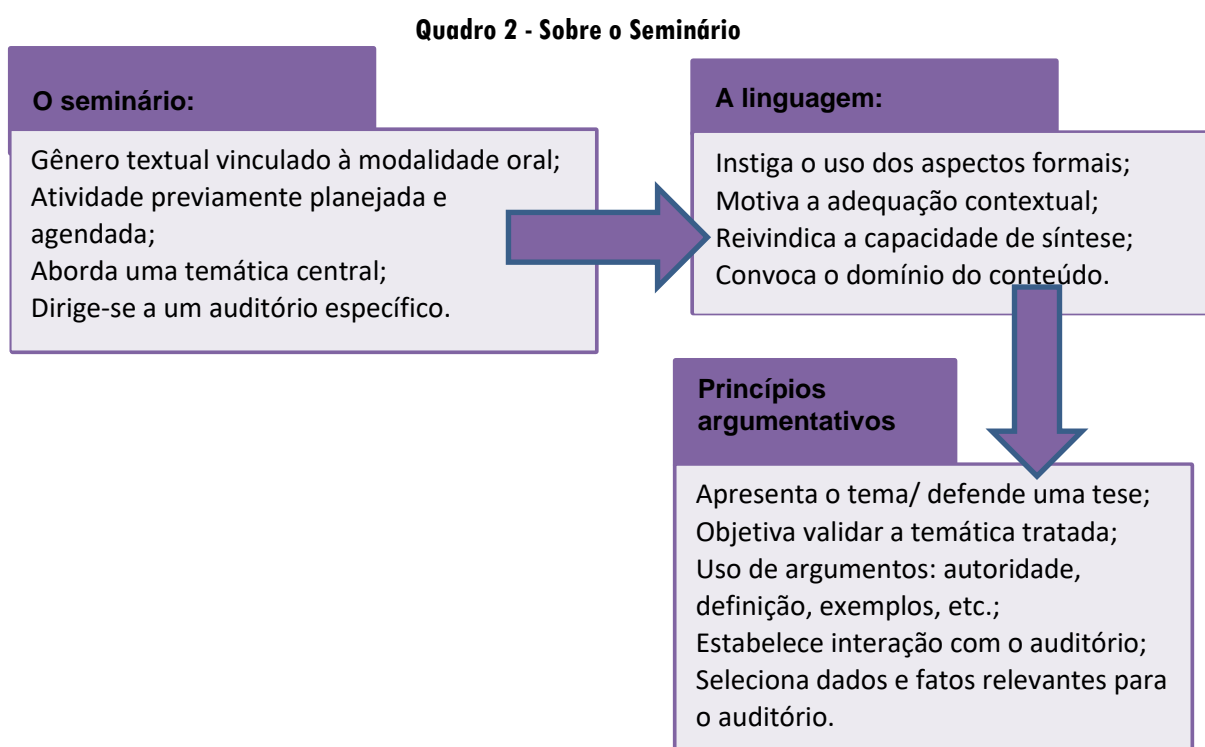 Quadro 2 - Sobre o Seminário
O seminário:
Gênero textual vinculado à modalidade oral;
Atividade previamente planejada e
agendada;
Aborda uma temática central;
Dirige-se a um auditório específico.
A linguagem:
Instiga o uso dos aspectos formais;
Motiva a adequação contextual;
Reivindica a capacidade de síntese;
Convoca o domínio do conteúdo.
Princípios
argumentativos
Apresenta o tema/ defende uma tese;
Objetiva validar a temática tratada;
Uso de argumentos: autoridade,
definição, exemplos, etc.;
Estabelece interação com o auditório;
Seleciona dados e fatos relevantes para
o auditório.